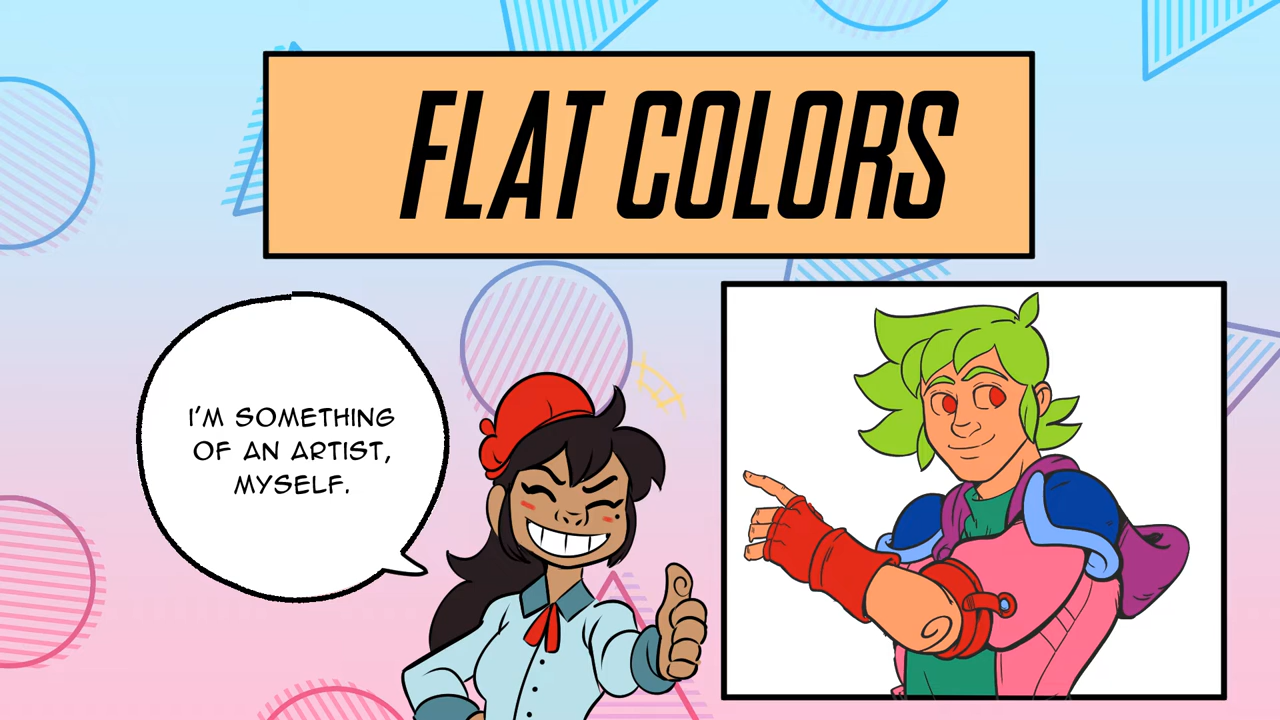 FLAT COLORS
I'M SOMETHING
OF AN ARTIST,
MYSELF.